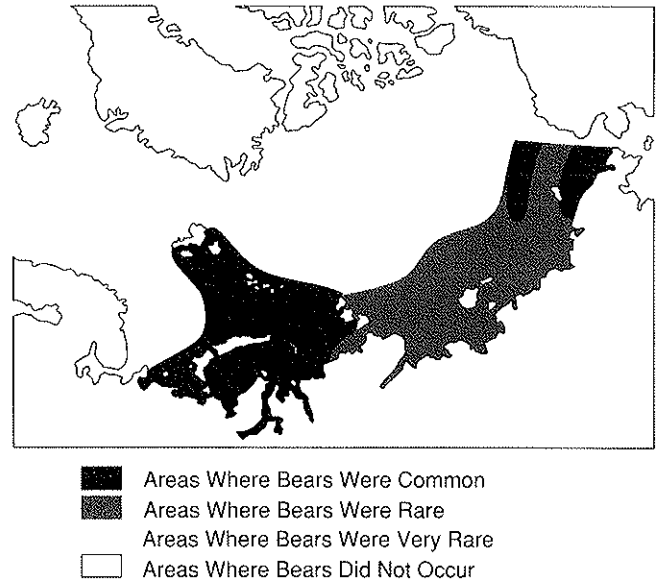 Areas Where Bears Were Common
Areas Where Bears Were Rare
Areas Where Bears Were Very Rare
Areas Where Bears Did Not Occur